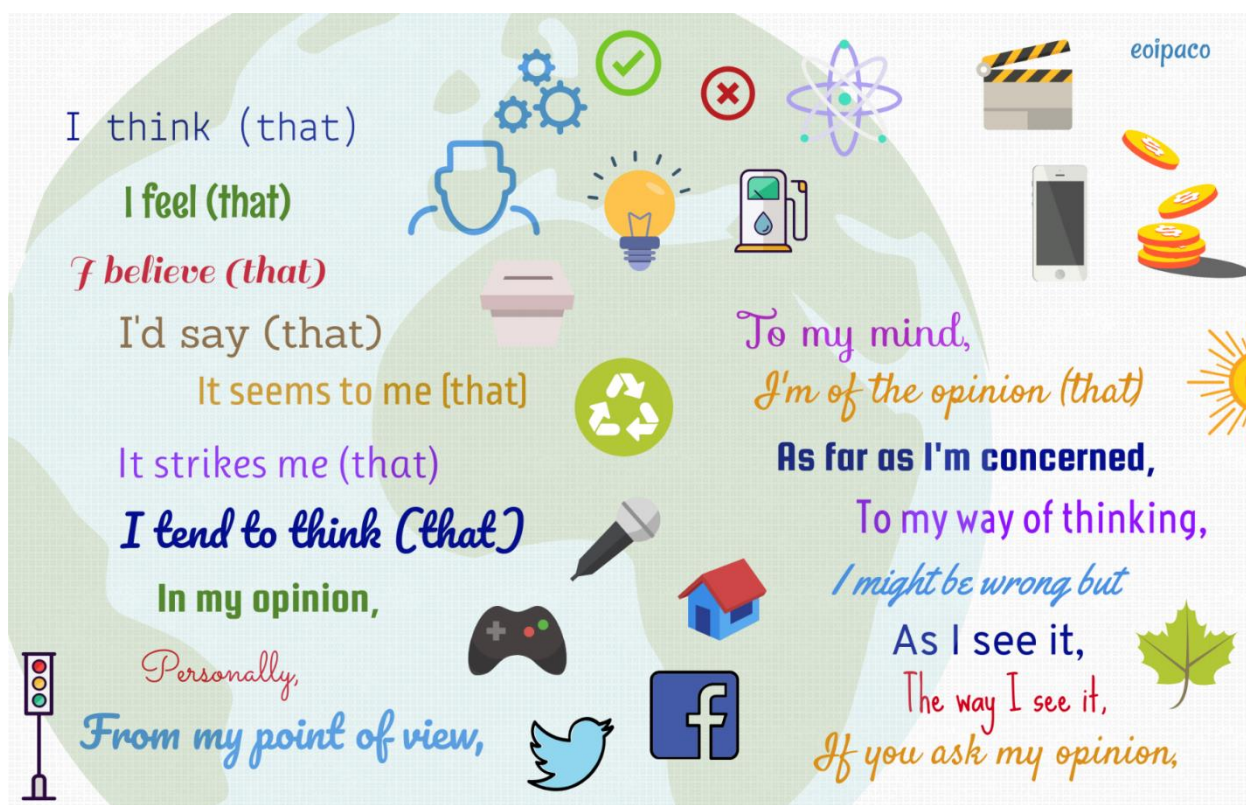 eoipaco
I think (that)
I feel (that)
I believe (that)
I'd say (that)
It seems to me (that)
It strikes me (that)
I tend to think (that)
In my opinion,
Personally,
From my point of view,
To my mind,
I'm of the opinion (that)
As far as I'm concerned,
To my way of thinking,
I might be wrong but
As I see it,
The way I see it,
If you ask my opinion,